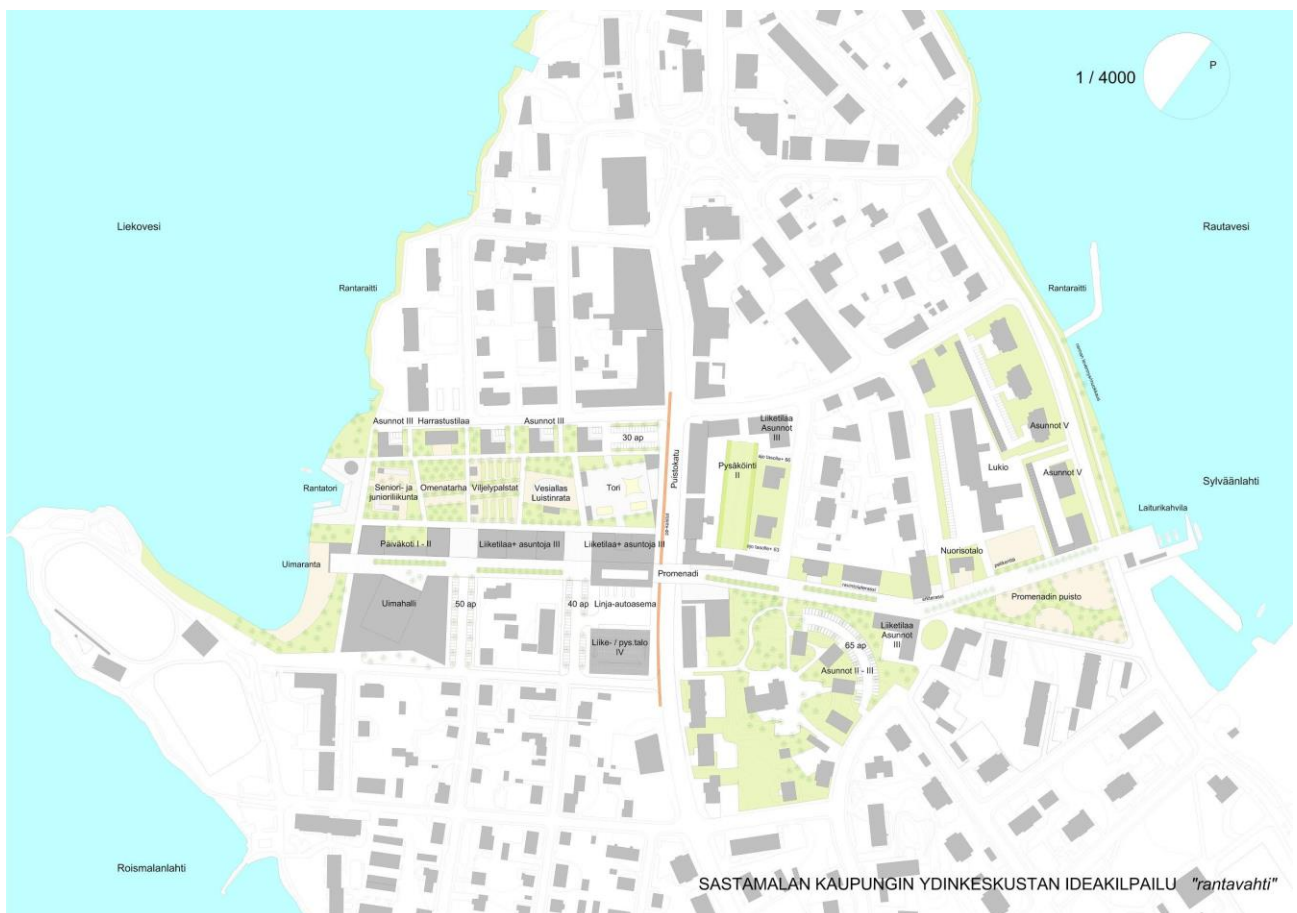 P
1 / 4000
Liekovesi
Rautavesi
Rantaraitti
Rantaraitti
Asunnot III
Harrastustilaa
Asunnot III
30 ap
Puistokatu
Liiketilaa
Asunnot
III
Pysäköinti
II
Asunnot V
Lukio
Asunnot V
Sylväänlahti
Laiturikahvila
Rantatori
Seniori- ja
junioriliikunta
Omenatarha
Viljelypalstat
Vesiallas
Luistinrata
Tori
Päiväkoti I - II
Liiketilaa+ asuntoja III
Liiketilaa+ asuntoja III
Nuorisotalo
Uimaranta
Promenadi
Promenadin puisto
Uimahalli
50 ap
40 ap
Linja-autoasema
Liiketilaa
Asunnot
III
Liike- / pys.talo
IV
65 ap
Asunnot II - III
Roismalanlahti
SASTAMALAN KAUPUNGIN YDINKESKUSTAN IDEAKILPAILU "rantavahti"